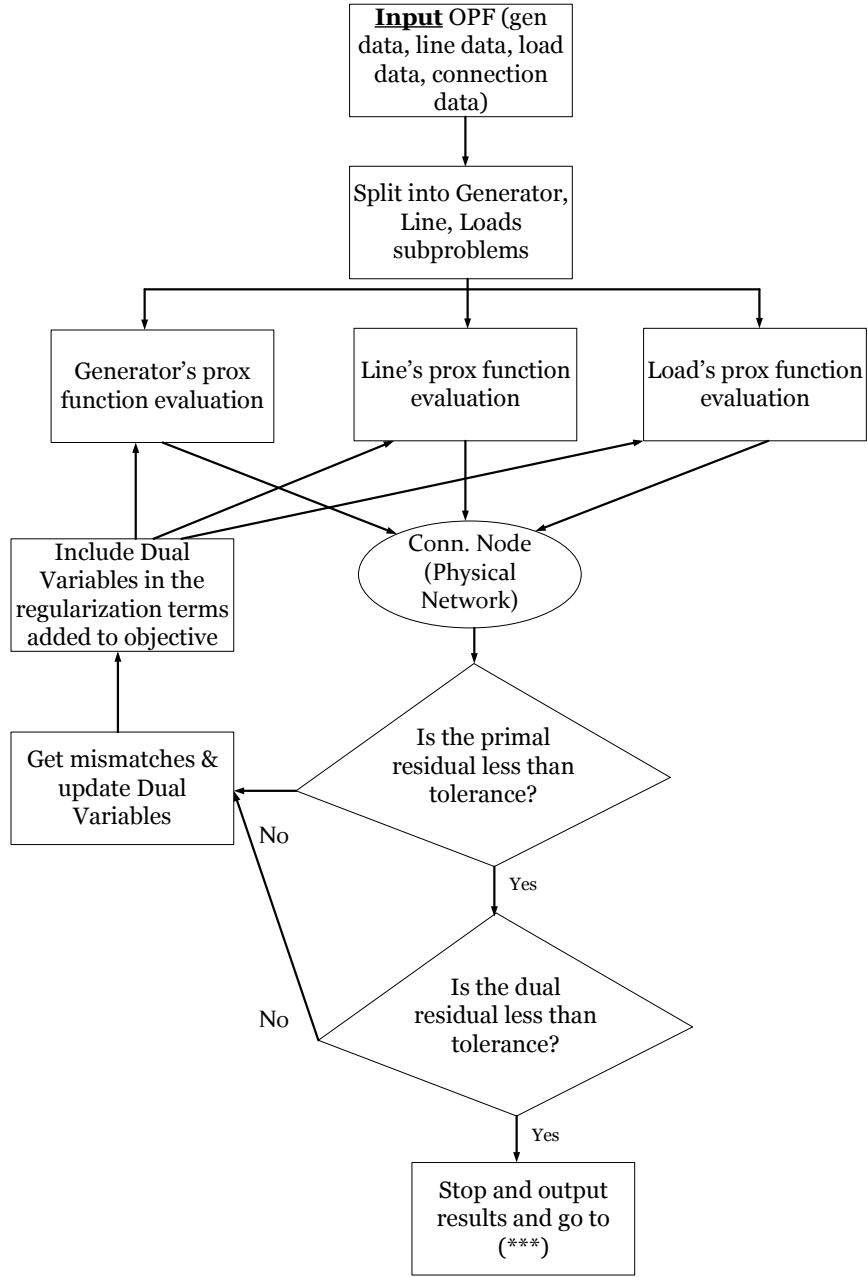 Input OPF (gen
data, line data, load
data, connection
data)
Split into Generator,
Line, Loads
subproblems
Generator’s prox
function evaluation
Line’s prox function
evaluation
Load’s prox function
evaluation
Include Dual
Variables in the
regularization terms
added to objective
Conn. Node
(Physical
Network)
Get mismatches &
update Dual
Variables
Is the primal
residual less than
tolerance?
No
Yes
Is the dual
residual less than
tolerance?
No
Yes
Stop and output
results and go to
(***)